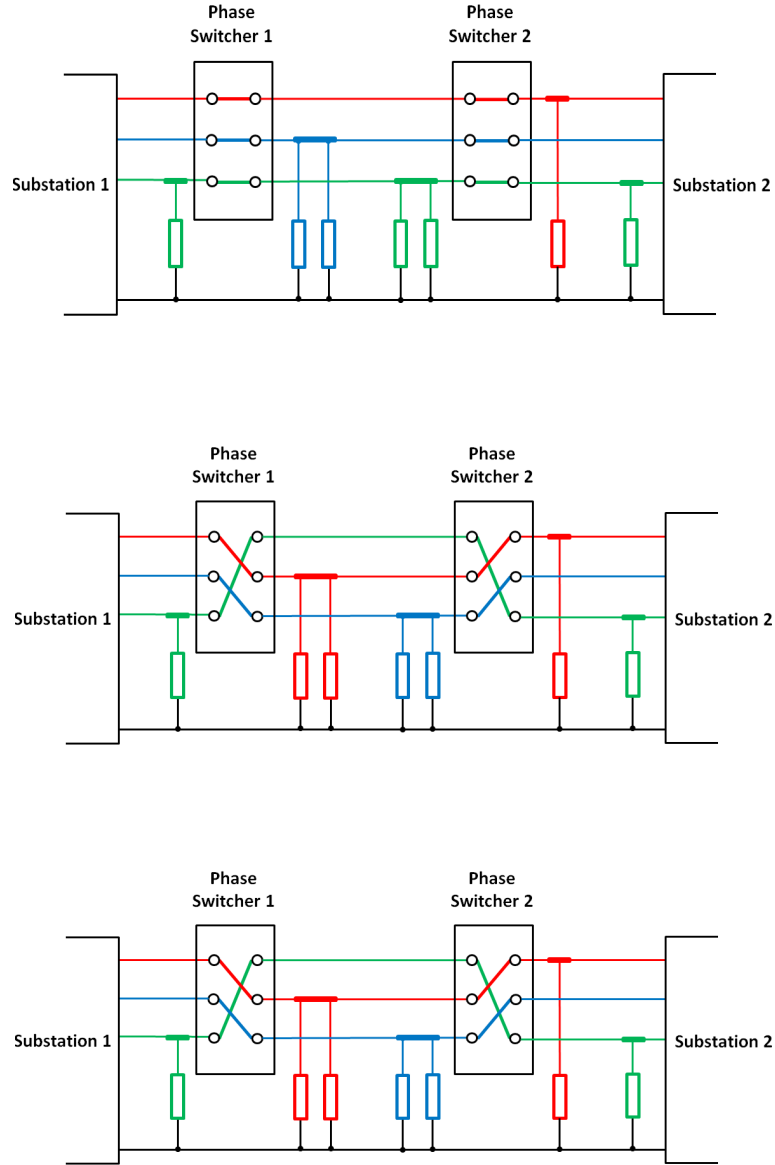 Phase
Switcher 1
Phase
Switcher 2
Substation 1
Substation 2
Phase
Switcher 1
Phase
Switcher 2
Substation 1
Substation 2
Phase
Switcher 1
Phase
Switcher 2
Substation 1
Substation 2